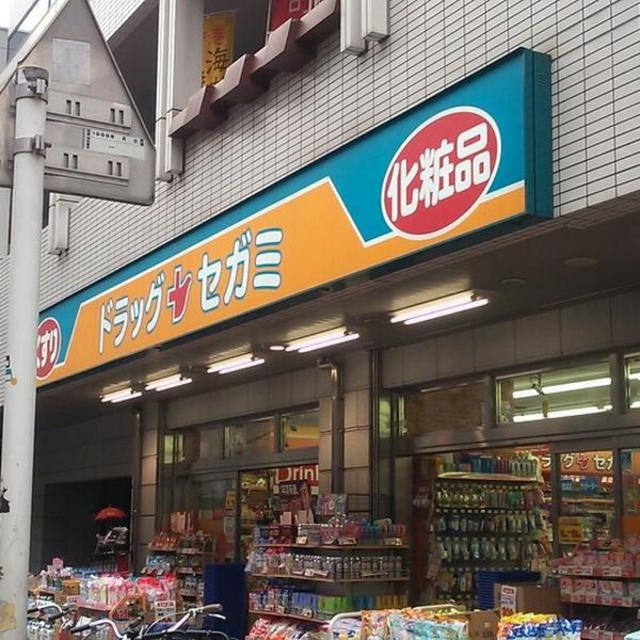 くすり
ドラッグ セガミ
化粧品
海
Drin
ラッグ セガ